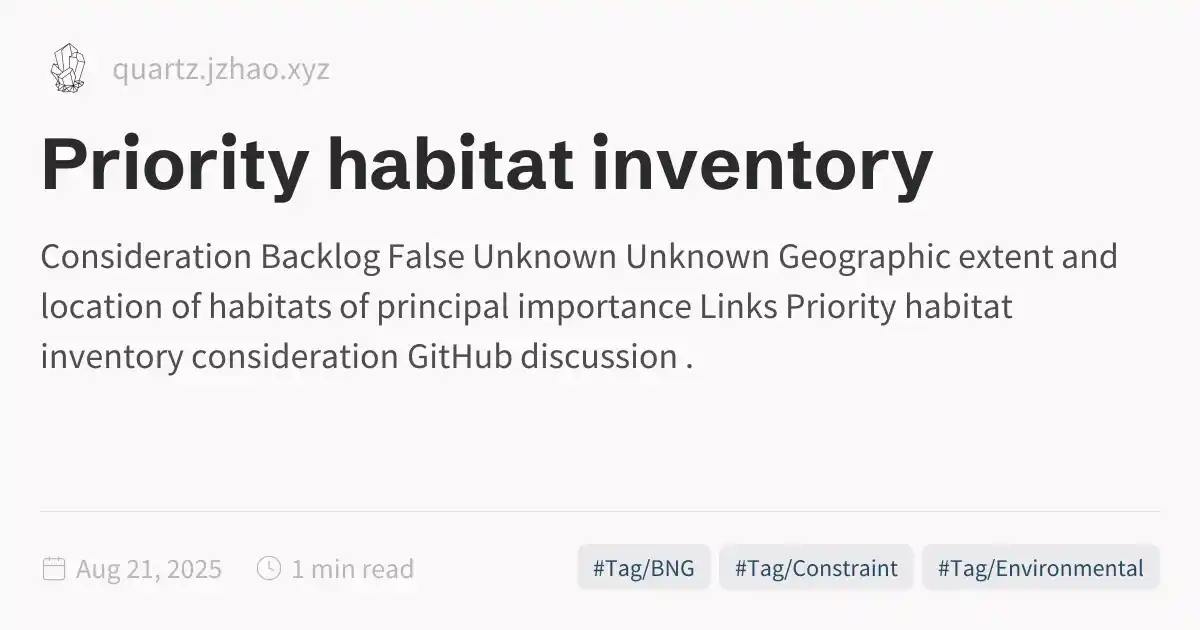 quartz.jzhao.xyz
Priority habitat inventory
Consideration Backlog False Unknown Unknown Geographic extent and
location of habitats of principal importance Links Priority habitat
inventory consideration GitHub discussion .
Aug 21, 2025 1 min read #Tag/BNG #Tag/Constraint #Tag/Environmental